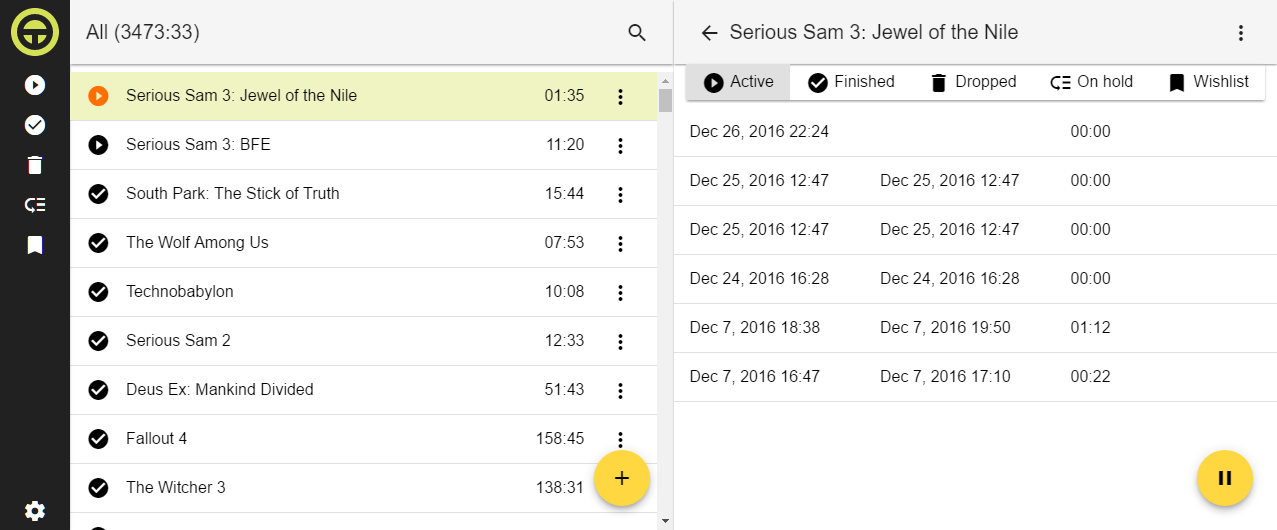 All (3473:33)
Serious Sam 3: Jewel of the Nile 01:35
Serious Sam 3: BFE 11:20
South Park: The Stick of Truth 15:44
The Wolf Among Us 07:53
Technobabylon 10:08
Serious Sam 2 12:33
Deus Ex: Mankind Divided 51:43
Fallout 4 158:45
The Witcher 3 138:31
Serious Sam 3: Jewel of the Nile
Active Finished Dropped On hold Wishlist
Dec 26, 2016 22:24 00:00
Dec 25, 2016 12:47 Dec 25, 2016 12:47 00:00
Dec 25, 2016 12:47 Dec 25, 2016 12:47 00:00
Dec 24, 2016 16:28 Dec 24, 2016 16:28 00:00
Dec 7, 2016 18:38 Dec 7, 2016 19:50 01:12
Dec 7, 2016 16:47 Dec 7, 2016 17:10 00:22